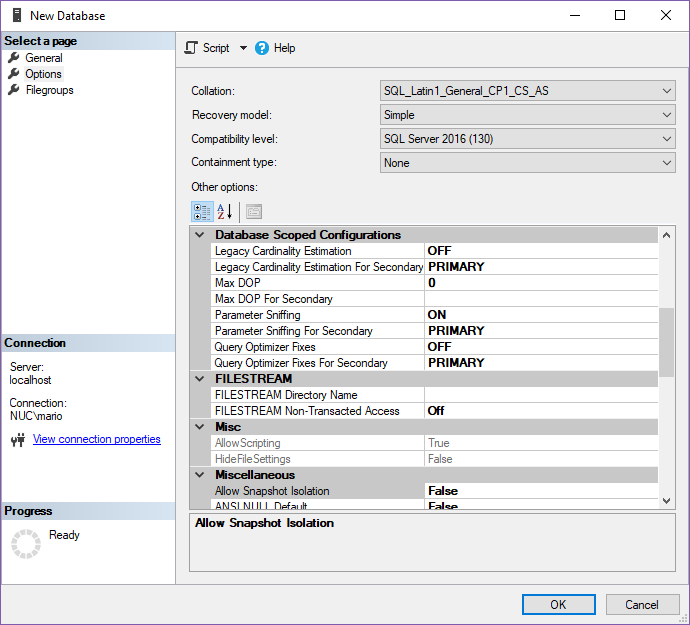 New Database
Select a page
General
Options
Filegroups
Script
Help
Collation:
SQL_Latin1_General_CP1_CS_AS
Recovery model:
Simple
Compatibility level:
SQL Server 2016 (130)
Containment type:
None
Other options:
Database Scoped Configurations
Legacy Cardinality Estimation OFF
Legacy Cardinality Estimation For Secondary PRIMARY
Max DOP 0
Max DOP For Secondary
Parameter Sniffing ON
Parameter Sniffing For Secondary PRIMARY
Query Optimizer Fixes OFF
Query Optimizer Fixes For Secondary PRIMARY
FILESTREAM
FILESTREAM Directory Name
FILESTREAM Non-Transacted Access Off
Misc
AllowScripting True
HideFileSettings False
Miscellaneous
Allow Snapshot Isolation False
ANSI NULL Default False
Allow Snapshot Isolation
Connection
Server:
localhost
Connection:
NUC\mario
View connection properties
Progress
Ready
OK
Cancel